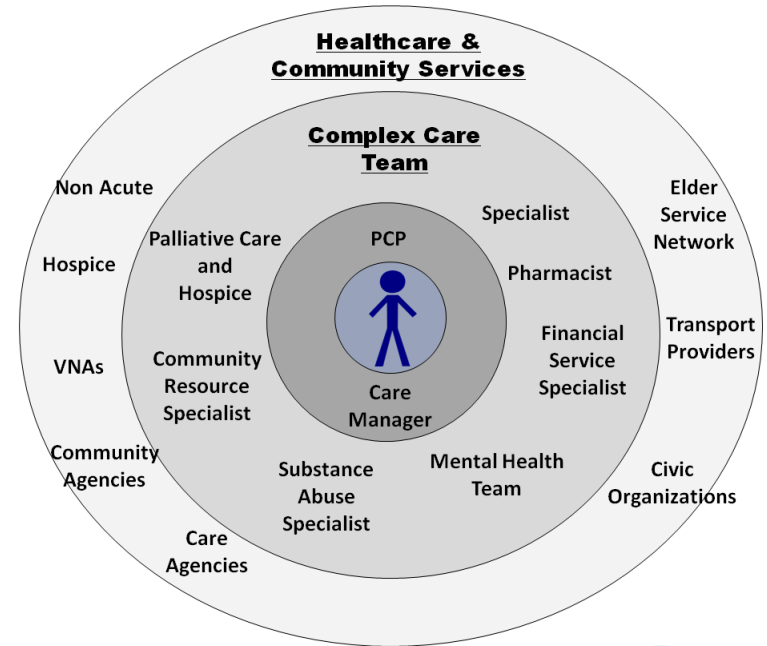 Healthcare &
Community Services
Complex Care
Team
Non Acute
Hospice
VNAs
Community
Agencies
Care
Agencies
Palliative Care
and
Hospice
Community
Resource
Specialist
Substance
Abuse
Specialist
PCP
Care
Manager
Specialist
Pharmacist
Financial
Service
Specialist
Mental Health
Team
Elder
Service
Network
Transport
Providers
Civic
Organizations